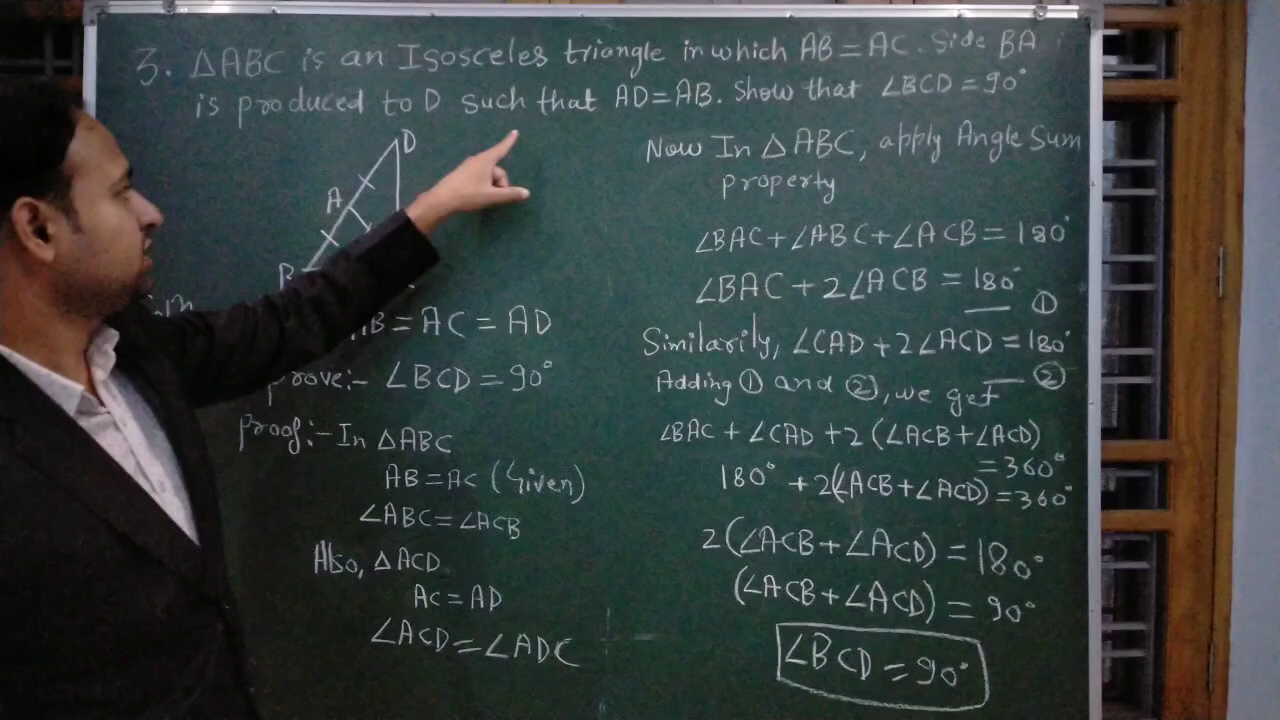 3. △ABC is an Isosceles triangle in which AB = AC. Side BA
is produced to D such that AD = AB. Show that ∠BCD = 90°
D
A
B
AB = AC = AD
prove:- ∠BCD = 90°
Proof:- In △ABC
AB = AC (Given)
∠ABC = ∠ACB
Also, △ACD
AC = AD
∠ACD = ∠ADC
Now In △ABC, apply Angle Sum
property
∠BAC + ∠ABC + ∠ACB = 180°
∠BAC + 2∠ACB = 180°
— ①
Similarily, ∠CAD + 2∠ACD = 180°
— ②
Adding ① and ②, we get
∠BAC + ∠CAD + 2 (∠ACB + ∠ACD)
= 360°
180° + 2(∠ACB + ∠ACD) = 360°
2 (∠ACB + ∠ACD) = 180°
(∠ACB + ∠ACD) = 90°
∠BCD = 90°